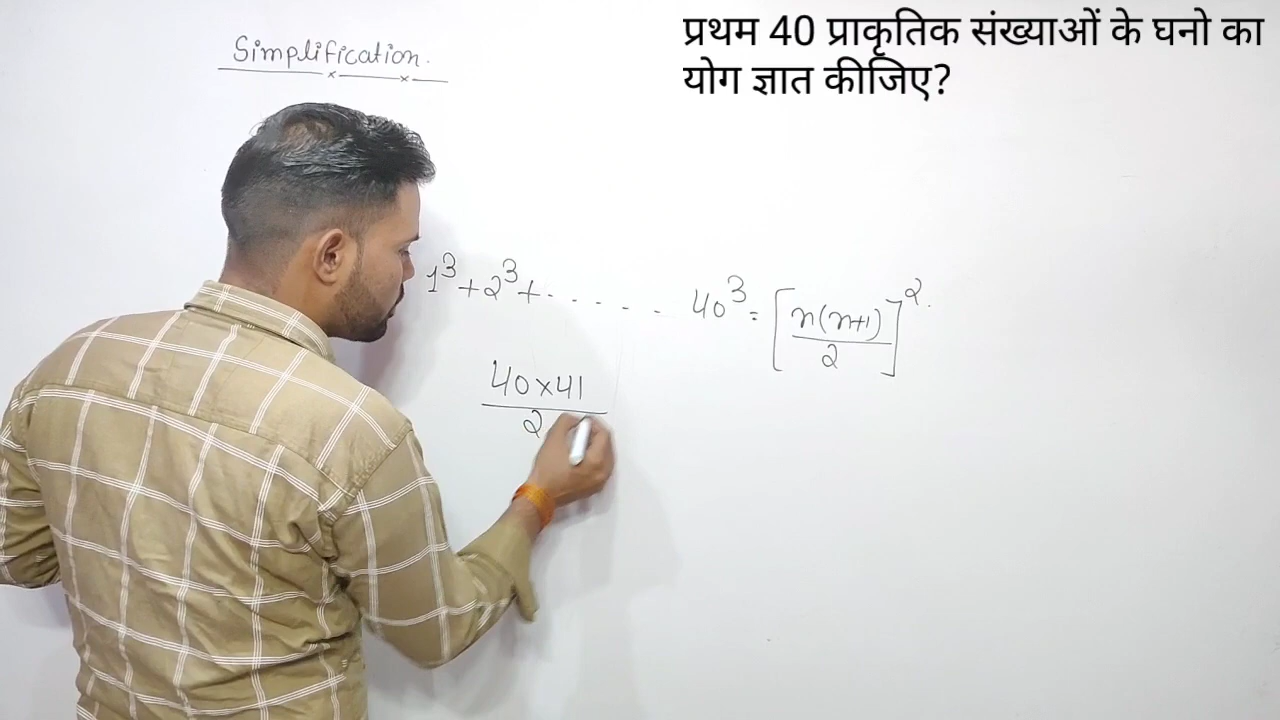 प्रथम 40 प्राकृतिक संख्याओं के घनो का
योग ज्ञात कीजिए?
Simplification.
1³+2³+- - - - - - 40³ = [n(n+1)/2]².
40×41
2